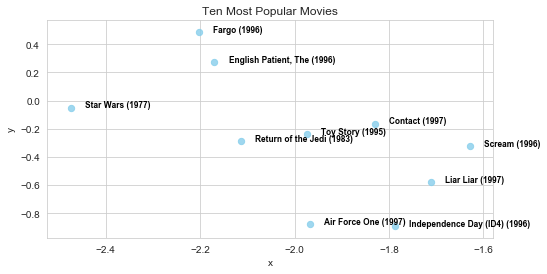 Ten Most Popular Movies
Fargo (1996)
0.4
English Patient, The (1996)
0.2
0.0
Star Wars (1977)
y
Contact (1997)
−0.2
Toy Story (1995)
Return of the Jedi (1983)
Scream (1996)
−0.4
Liar Liar (1997)
−0.6
−0.8
Air Force One (1997)
Independence Day (ID4) (1996)
−2.4 −2.2 −2.0 −1.8 −1.6
x